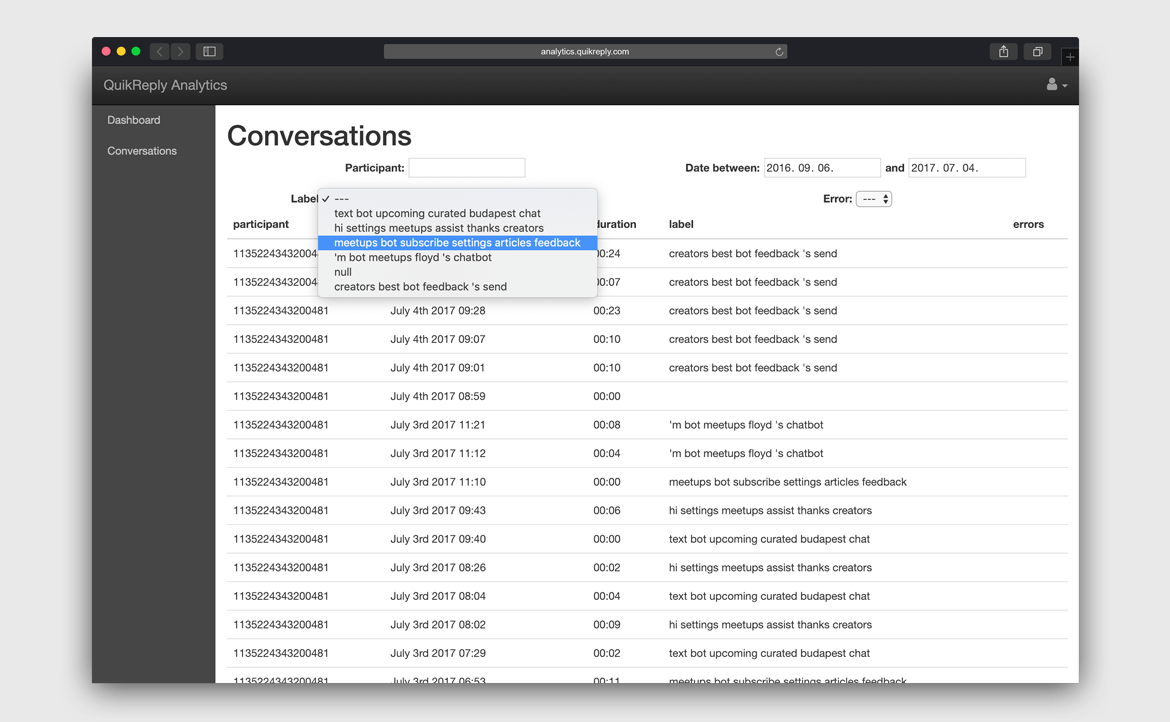 analytics.quikreply.com
QuikReply Analytics
Dashboard
Conversations
Conversations
Participant:
Date between: 2016. 09. 06. and 2017. 07. 04.
Label ✓ ---
Error: ---
text bot upcoming curated budapest chat
hi settings meetups assist thanks creators
meetups bot subscribe settings articles feedback
'm bot meetups floyd 's chatbot
null
creators best bot feedback 's send
participant duration label errors
1135224343200481 00:24 creators best bot feedback 's send
1135224343200481 00:07 creators best bot feedback 's send
1135224343200481 July 4th 2017 09:28 00:23 creators best bot feedback 's send
1135224343200481 July 4th 2017 09:07 00:10 creators best bot feedback 's send
1135224343200481 July 4th 2017 09:01 00:10 creators best bot feedback 's send
1135224343200481 July 4th 2017 08:59 00:00
1135224343200481 July 3rd 2017 11:21 00:08 'm bot meetups floyd 's chatbot
1135224343200481 July 3rd 2017 11:12 00:04 'm bot meetups floyd 's chatbot
1135224343200481 July 3rd 2017 11:10 00:00 meetups bot subscribe settings articles feedback
1135224343200481 July 3rd 2017 09:43 00:06 hi settings meetups assist thanks creators
1135224343200481 July 3rd 2017 09:40 00:00 text bot upcoming curated budapest chat
1135224343200481 July 3rd 2017 08:26 00:02 hi settings meetups assist thanks creators
1135224343200481 July 3rd 2017 08:04 00:04 text bot upcoming curated budapest chat
1135224343200481 July 3rd 2017 08:02 00:09 hi settings meetups assist thanks creators
1135224343200481 July 3rd 2017 07:29 00:02 text bot upcoming curated budapest chat
1135224343200481 July 3rd 2017 06:53 00:11 meetups bot subscribe settings articles feedback